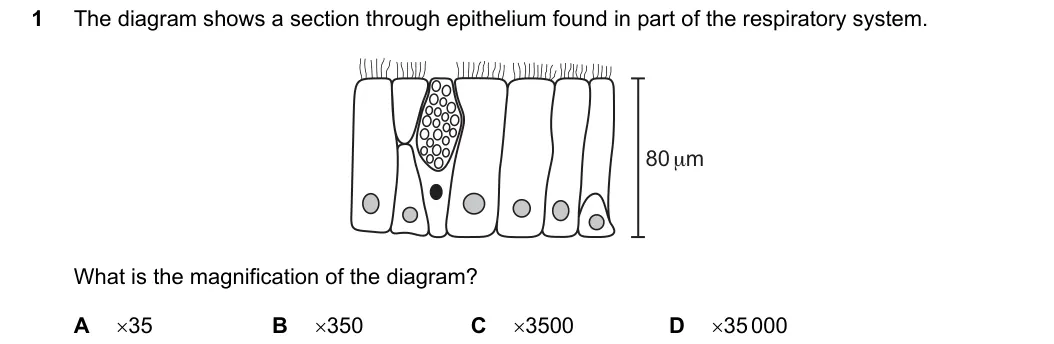 1 The diagram shows a section through epithelium found in part of the respiratory system.
80 μm
What is the magnification of the diagram?
A ×35 B ×350 C ×3500 D ×35 000